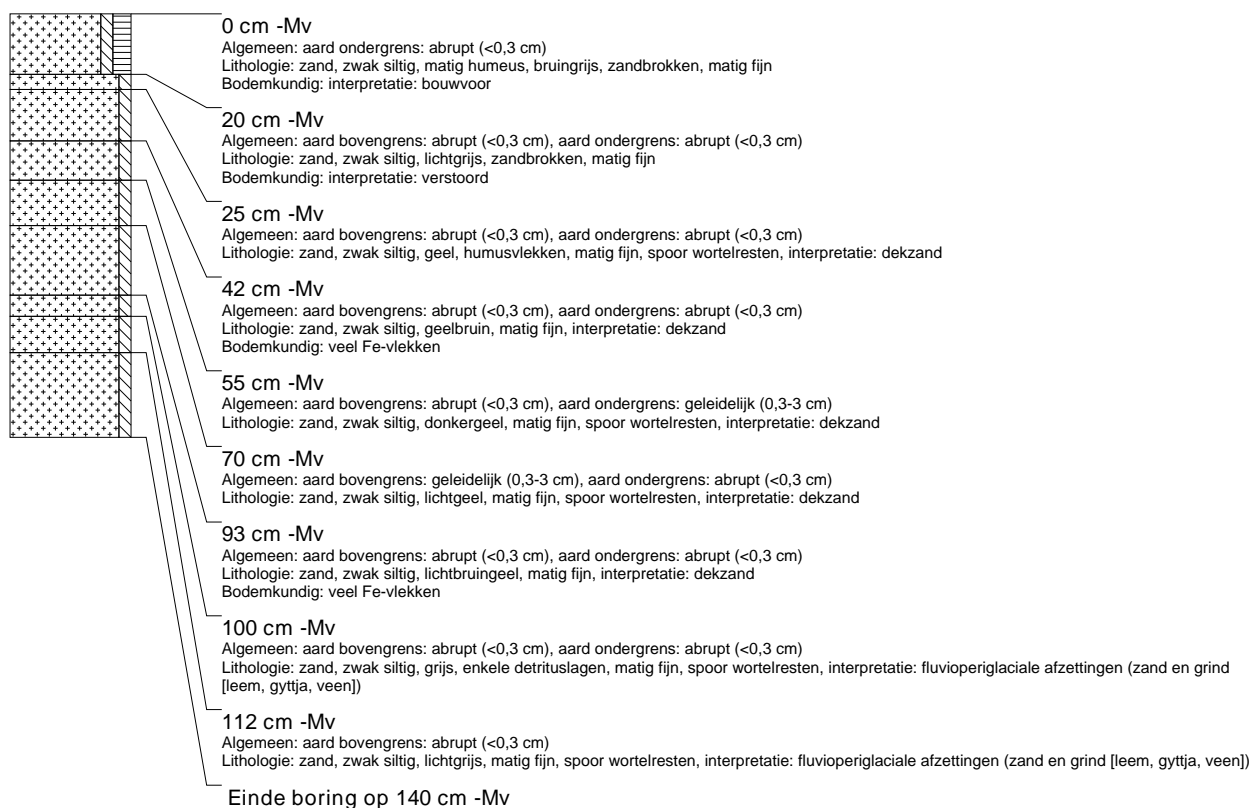 0 cm -Mv
Algemeen: aard ondergrens: abrupt (<0,3 cm)
Lithologie: zand, zwak siltig, matig humeus, bruingrijs, zandbrokken, matig fijn
Bodemkundig: interpretatie: bouwvoor
20 cm -Mv
Algemeen: aard bovengrens: abrupt (<0,3 cm), aard ondergrens: abrupt (<0,3 cm)
Lithologie: zand, zwak siltig, lichtgrijs, zandbrokken, matig fijn
Bodemkundig: interpretatie: verstoord
25 cm -Mv
Algemeen: aard bovengrens: abrupt (<0,3 cm), aard ondergrens: abrupt (<0,3 cm)
Lithologie: zand, zwak siltig, geel, humusvlekken, matig fijn, spoor wortelresten, interpretatie: dekzand
42 cm -Mv
Algemeen: aard bovengrens: abrupt (<0,3 cm), aard ondergrens: abrupt (<0,3 cm)
Lithologie: zand, zwak siltig, geelbruin, matig fijn, interpretatie: dekzand
Bodemkundig: veel Fe-vlekken
55 cm -Mv
Algemeen: aard bovengrens: abrupt (<0,3 cm), aard ondergrens: geleidelijk (0,3-3 cm)
Lithologie: zand, zwak siltig, donkergeel, matig fijn, spoor wortelresten, interpretatie: dekzand
70 cm -Mv
Algemeen: aard bovengrens: geleidelijk (0,3-3 cm), aard ondergrens: abrupt (<0,3 cm)
Lithologie: zand, zwak siltig, lichtgeel, matig fijn, spoor wortelresten, interpretatie: dekzand
93 cm -Mv
Algemeen: aard bovengrens: abrupt (<0,3 cm), aard ondergrens: abrupt (<0,3 cm)
Lithologie: zand, zwak siltig, lichtbruingeel, matig fijn, interpretatie: dekzand
Bodemkundig: veel Fe-vlekken
100 cm -Mv
Algemeen: aard bovengrens: abrupt (<0,3 cm), aard ondergrens: abrupt (<0,3 cm)
Lithologie: zand, zwak siltig, grijs, enkele detrituslagen, matig fijn, spoor wortelresten, interpretatie: fluvioperiglaciale afzettingen (zand en grind
[leem, gyttja, veen])
112 cm -Mv
Algemeen: aard bovengrens: abrupt (<0,3 cm)
Lithologie: zand, zwak siltig, lichtgrijs, matig fijn, spoor wortelresten, interpretatie: fluvioperiglaciale afzettingen (zand en grind [leem, gyttja, veen])
Einde boring op 140 cm -Mv